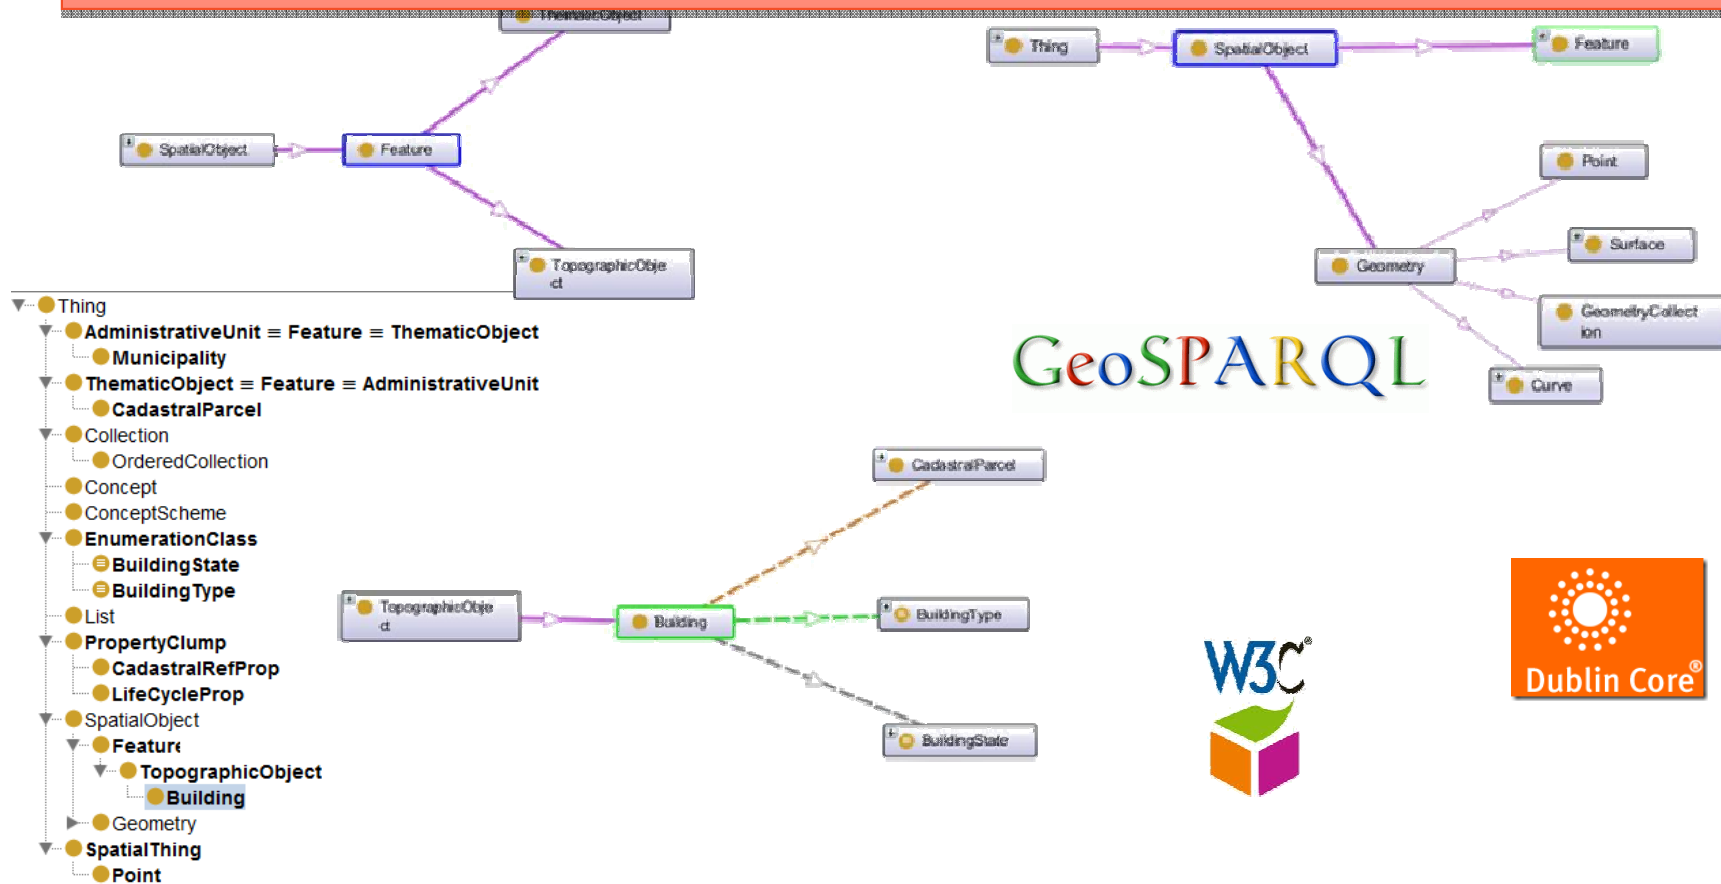 ThematicObject
SpatialObject
Feature
TopographicObje
ct
Thing
SpatialObject
Feature
Point
Surface
Geometry
GeometryCollect
ion
Curve
GeoSPARQL
Thing
AdministrativeUnit ≡ Feature ≡ ThematicObject
Municipality
ThematicObject ≡ Feature ≡ AdministrativeUnit
CadastralParcel
Collection
OrderedCollection
Concept
ConceptScheme
EnumerationClass
BuildingState
BuildingType
List
PropertyClump
CadastralRefProp
LifeCycleProp
SpatialObject
Feature
TopographicObject
Building
Geometry
SpatialThing
Point
CadastralParcel
TopographicObje
ct
Building
BuildingType
BuildingState
W3C®
Dublin Core®